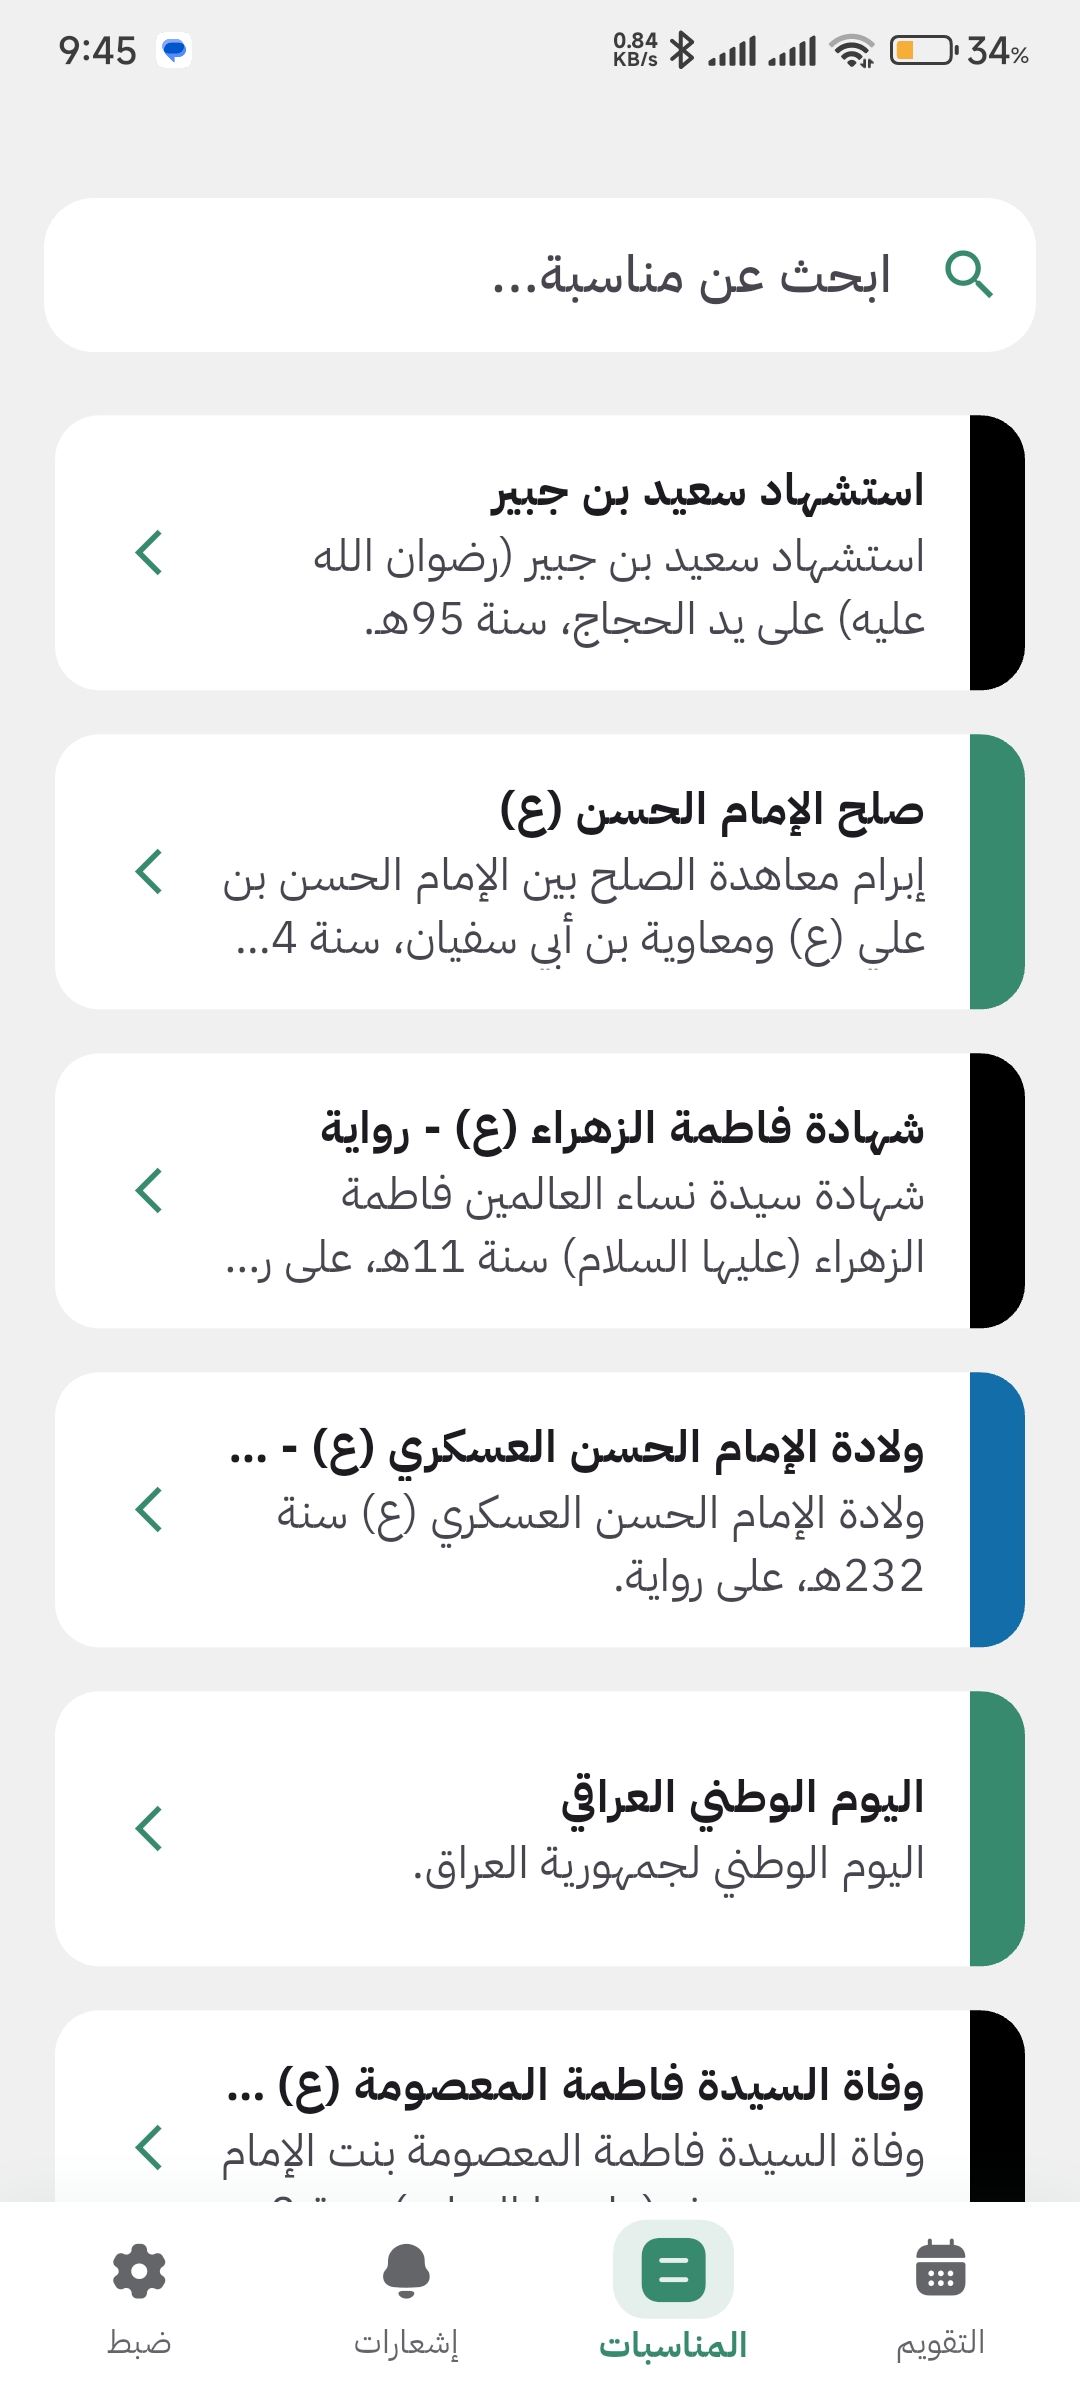 9:45
0.84
KB/s
34%
ابحث عن مناسبة...
استشهاد سعيد بن جبير
استشهاد سعيد بن جبير (رضوان الله
عليه) على يد الحجاج، سنة 95هـ.
صلح الإمام الحسن (ع)
إبرام معاهدة الصلح بين الإمام الحسن بن
علي (ع) ومعاوية بن أبي سفيان، سنة 4...
شهادة فاطمة الزهراء (ع) - رواية
شهادة سيدة نساء العالمين فاطمة
الزهراء (عليها السلام) سنة 11هـ، على ر...
ولادة الإمام الحسن العسكري (ع) - ...
ولادة الإمام الحسن العسكري (ع) سنة
232هـ، على رواية.
اليوم الوطني العراقي
اليوم الوطني لجمهورية العراق.
وفاة السيدة فاطمة المعصومة (ع) ...
وفاة السيدة فاطمة المعصومة بنت الإمام
التقويم
المناسبات
إشعارات
ضبط